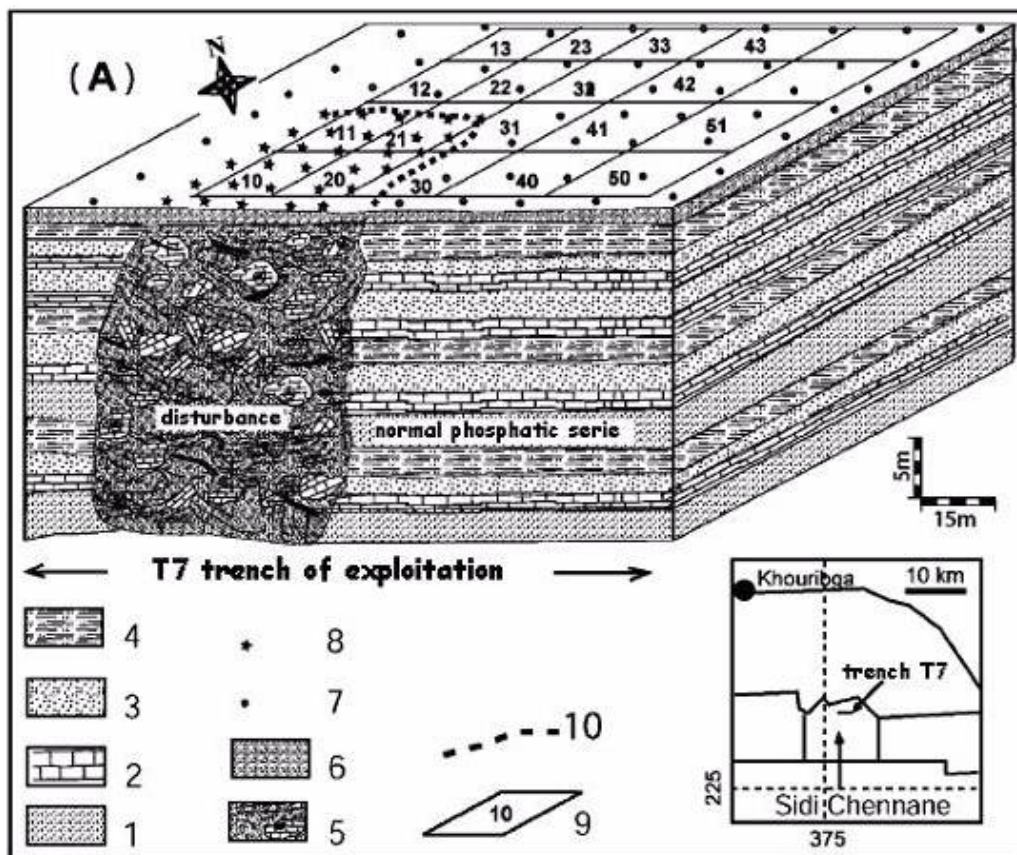 (A)
N
13 23 33 43
12 22 32 42
11 21 31 41 51
10 20 30 40 50
disturbance
normal phosphatic serie
5m
15m
T7 trench of exploitation
4 8
3 7
2 6
1 5
10
10 9
Khouribga
10 km
trench T7
Sidi Chennane
225
375